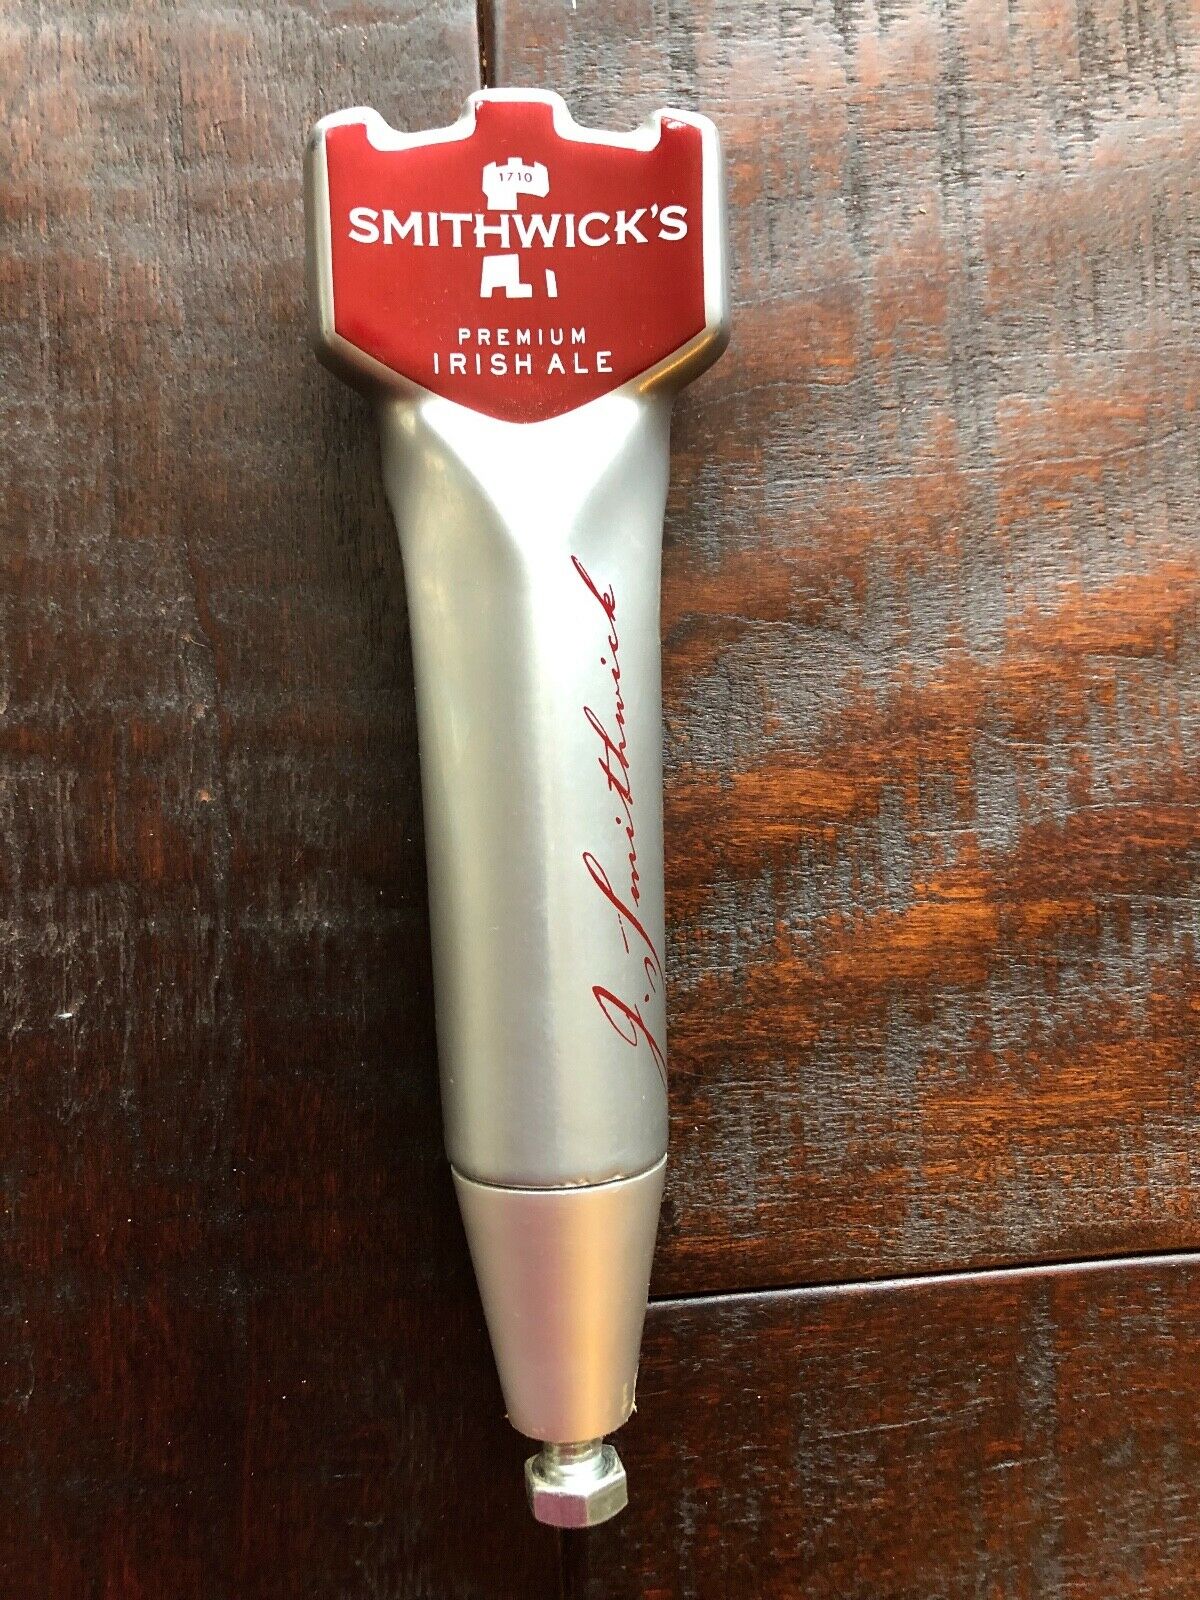 1710
SMITHWICK'S
PREMIUM
IRISH ALE
J. Smithwick